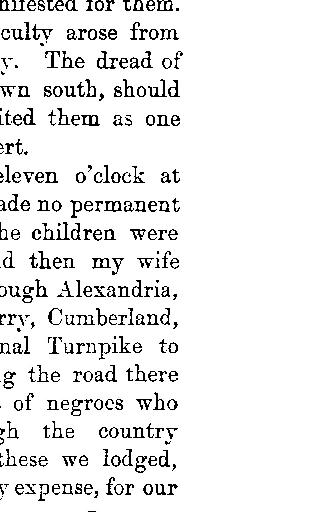 nifested for them.
culty arose from
y. The dread of
wn south, should
ited them as one
ert.
eleven o'clock at
ade no permanent
he children were
d then my wife
ough Alexandria,
rry, Cumberland,
nal Turnpike to
g the road there
of negroes who
gh the country
these we lodged,
y expense, for our